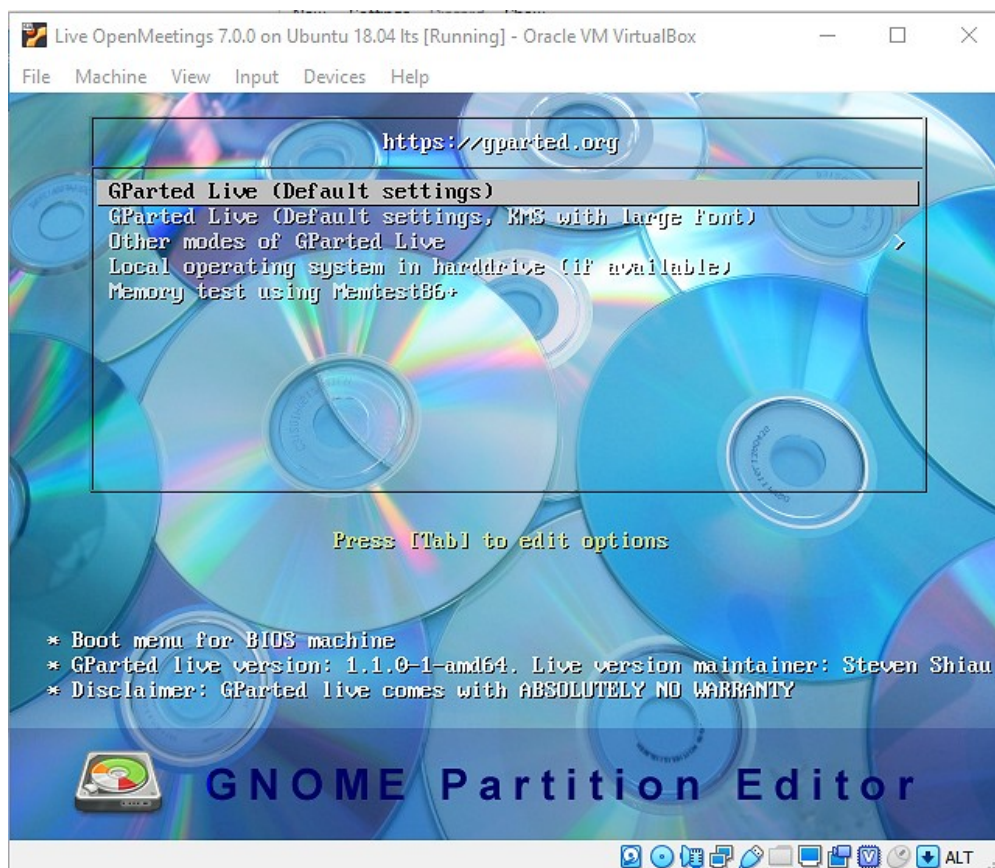 Live OpenMeetings 7.0.0 on Ubuntu 18.04 lts [Running] - Oracle VM VirtualBox
File Machine View Input Devices Help
https://gparted.org
GParted Live (Default settings)
GParted Live (Default settings, KMS with large font)
Other modes of GParted Live >
Local operating system in harddrive (if available)
Memory test using Memtest86+
Press [Tab] to edit options
* Boot menu for BIOS machine
* GParted live version: 1.1.0-1-amd64. Live version maintainer: Steven Shiau
* Disclaimer: GParted live comes with ABSOLUTELY NO WARRANTY
GNOME Partition Editor
ALT